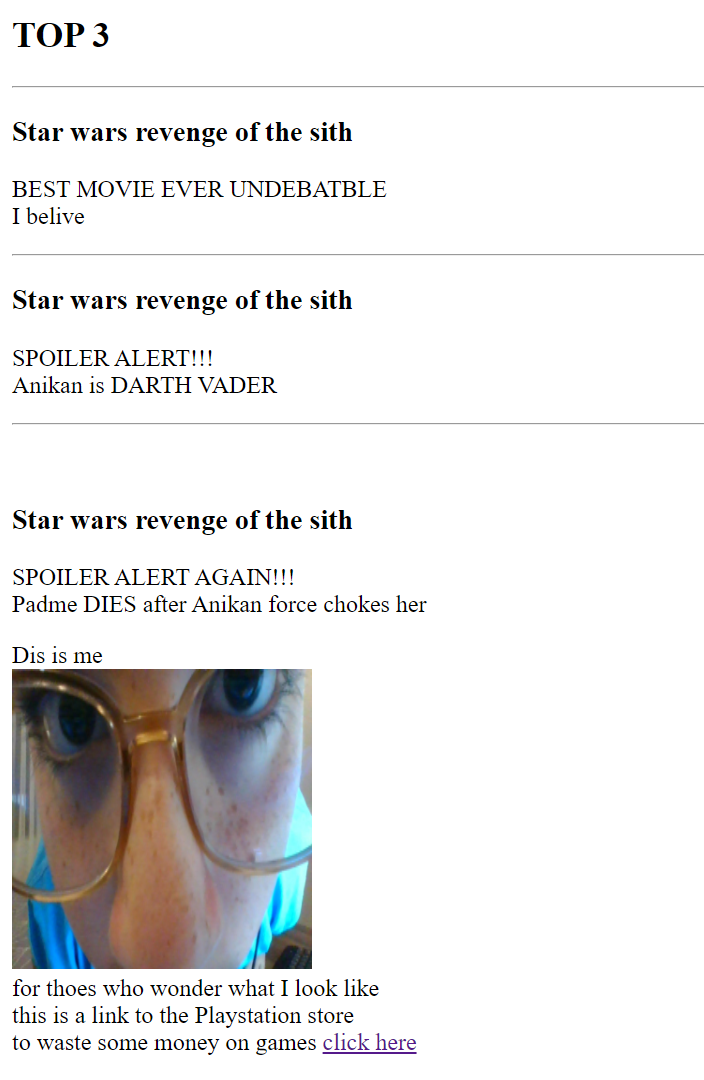 TOP 3
Star wars revenge of the sith
BEST MOVIE EVER UNDEBATBLE
I belive
Star wars revenge of the sith
SPOILER ALERT!!!
Anikan is DARTH VADER
Star wars revenge of the sith
SPOILER ALERT AGAIN!!!
Padme DIES after Anikan force chokes her
Dis is me
for thoes who wonder what I look like
this is a link to the Playstation store
to waste some money on games click here